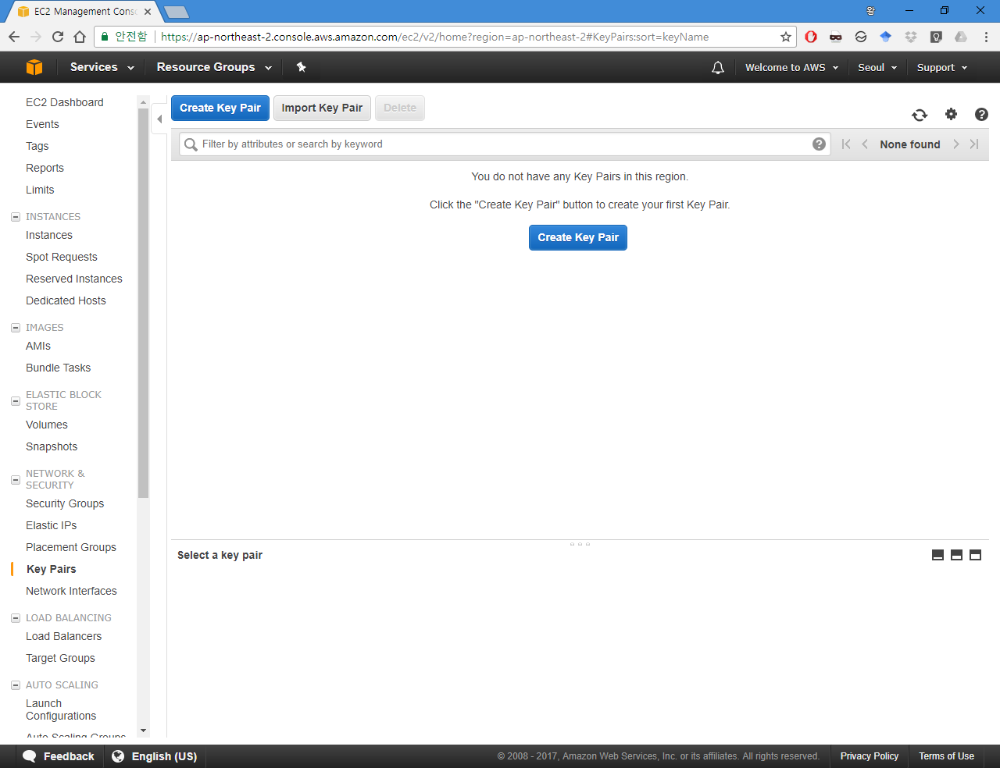 EC2 Management Cons
왕
안전함
https://ap-northeast-2.console.aws.amazon.com/ec2/v2/home?region=ap-northeast-2#KeyPairs:sort=keyName
Services
Resource Groups
Welcome to AWS
Seoul
Support
EC2 Dashboard
Events
Tags
Reports
Limits
INSTANCES
Instances
Spot Requests
Reserved Instances
Dedicated Hosts
IMAGES
AMIs
Bundle Tasks
ELASTIC BLOCK
STORE
Volumes
Snapshots
NETWORK &
SECURITY
Security Groups
Elastic IPs
Placement Groups
Key Pairs
Network Interfaces
LOAD BALANCING
Load Balancers
Target Groups
AUTO SCALING
Launch
Configurations
Auto Scaling Groups
Create Key Pair
Import Key Pair
Delete
Filter by attributes or search by keyword
None found
You do not have any Key Pairs in this region.
Click the "Create Key Pair" button to create your first Key Pair.
Create Key Pair
Select a key pair
Feedback
English (US)
© 2008 - 2017, Amazon Web Services, Inc. or its affiliates. All rights reserved.
Privacy Policy
Terms of Use